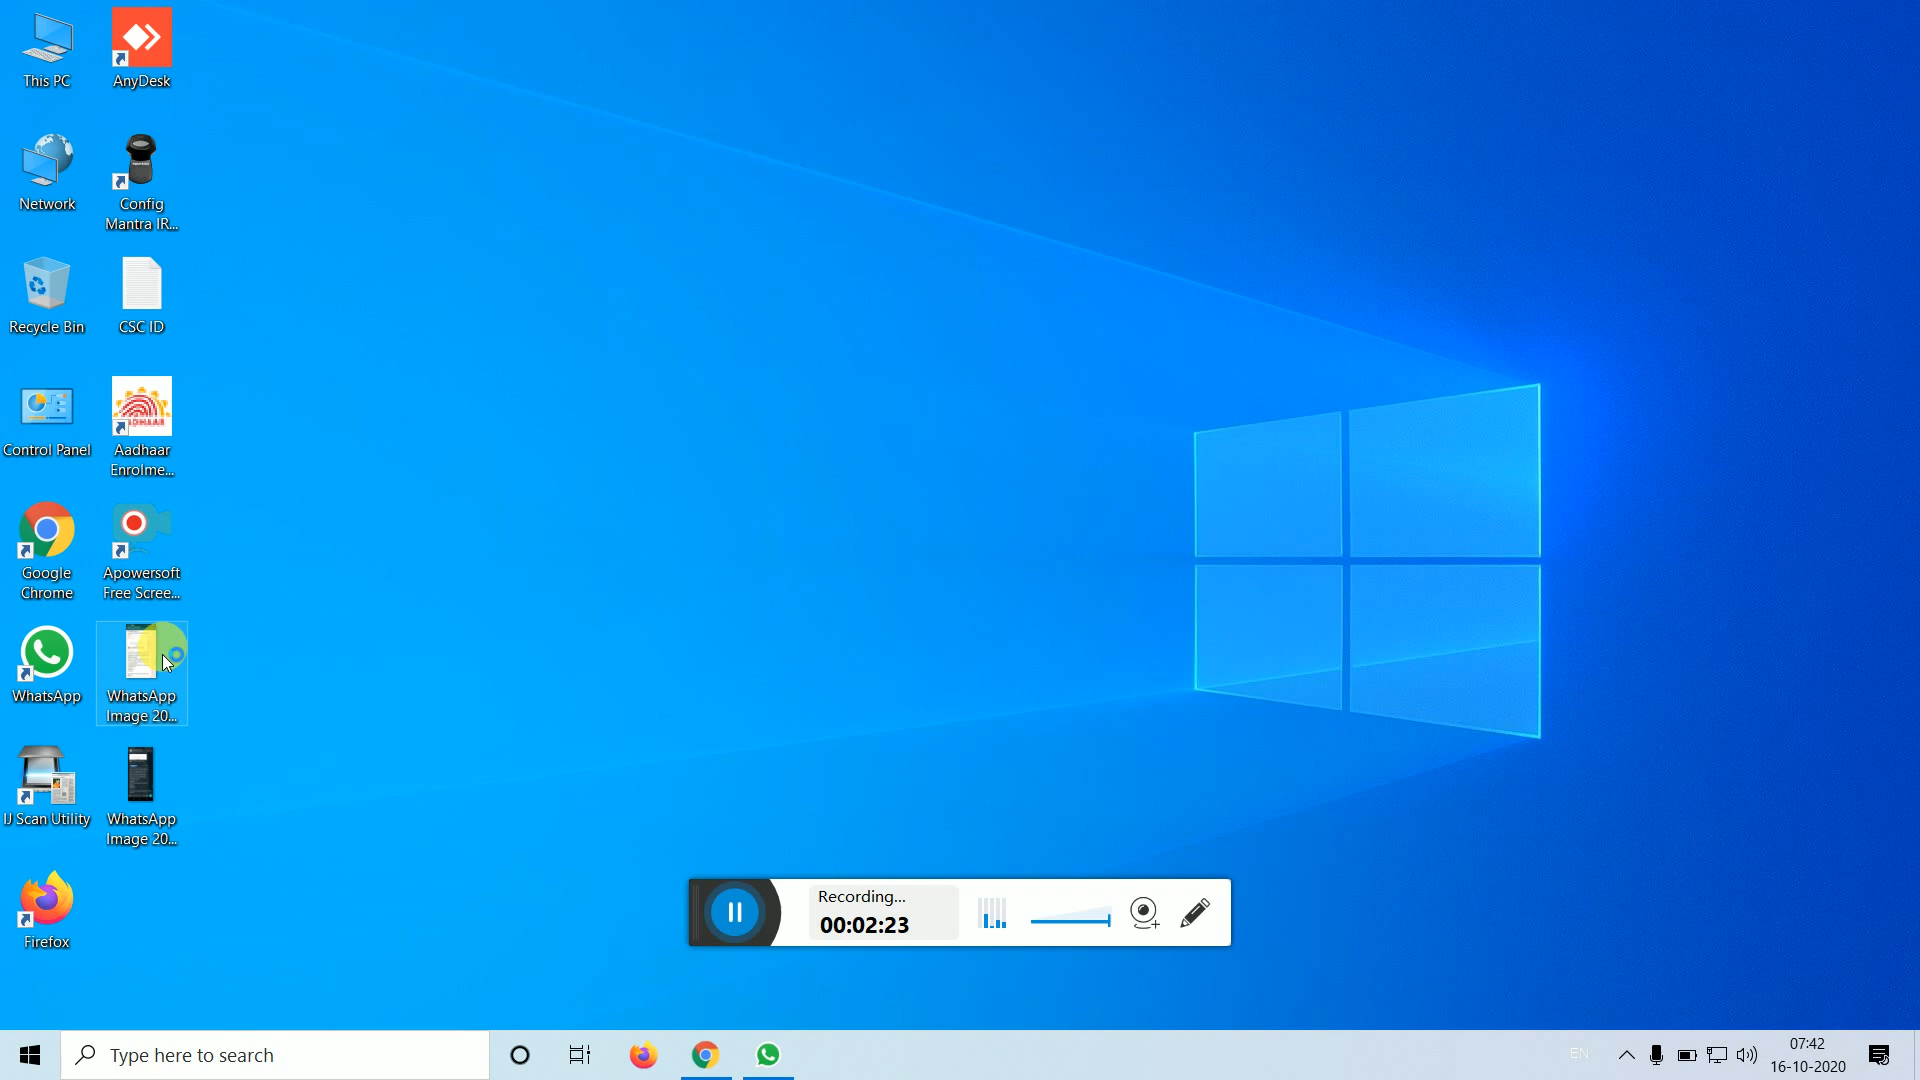 This PC
AnyDesk
Network
Config
Mantra IR...
Recycle Bin
CSC ID
Control Panel
Aadhaar
Enrolme...
Google
Chrome
Apowersoft
Free Scree...
WhatsApp
WhatsApp
Image 20...
IJ Scan Utility
WhatsApp
Image 20...
Firefox
Recording...
00:02:23
Type here to search
EN
07:42
16-10-2020